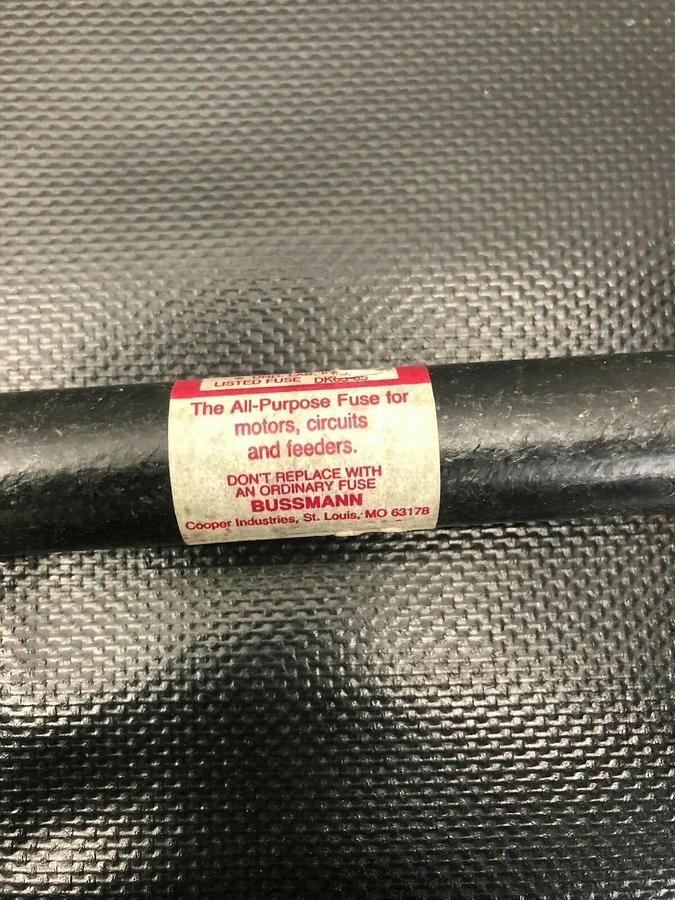 LISTED FUSE
The All-Purpose Fuse for
motors, circuits
and feeders.
DON'T REPLACE WITH
AN ORDINARY FUSE
BUSSMANN
Cooper Industries, St. Louis, MO 63178